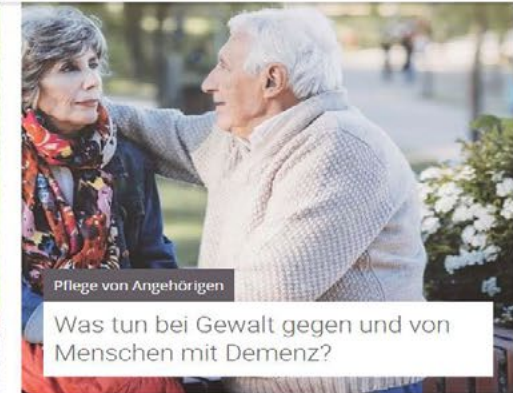 Pflege von Angehörigen
Was tun bei Gewalt gegen und von
Menschen mit Demenz?